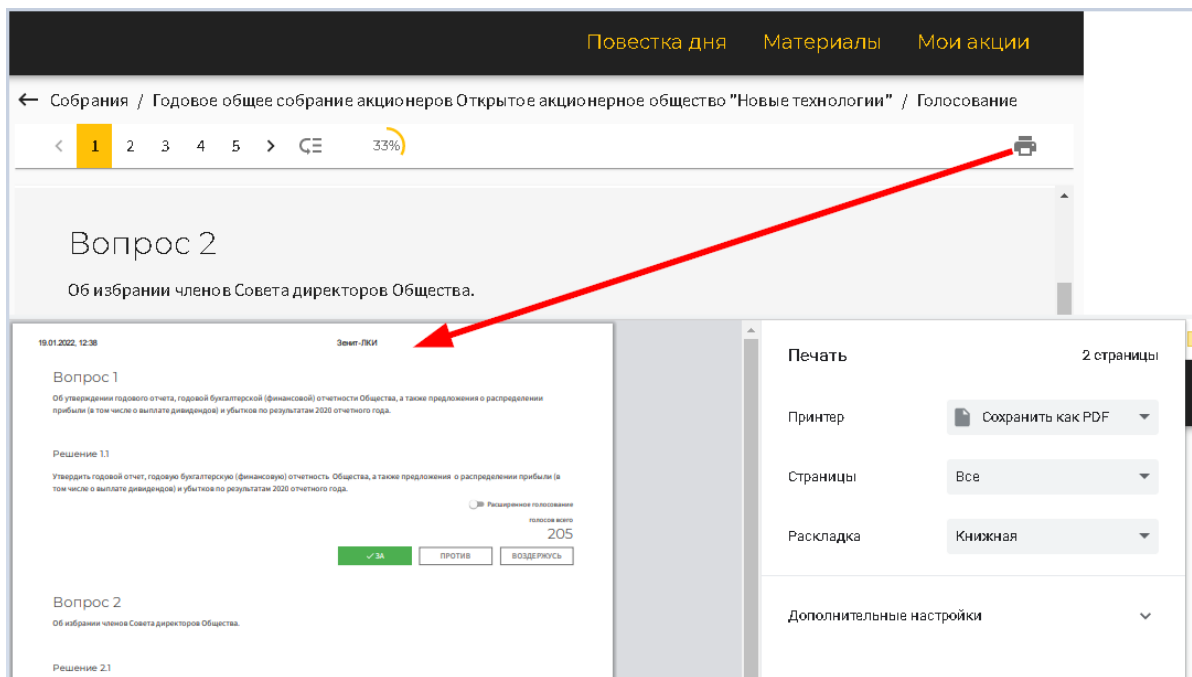 Повестка дня Материалы Мои акции
← Собрания / Годовое общее собрание акционеров Открытое акционерное общество "Новые технологии" / Голосование
< 1 2 3 4 5 > 33%
Вопрос 2
Об избрании членов Совета директоров Общества.
19.01.2022, 12:38 Зенит-ЛКИ
Вопрос 1
Об утверждении годового отчета, годовой бухгалтерской (финансовой) отчетности Общества, а также предложения о распределении
прибыли (в том числе о выплате дивидендов) и убытков по результатам 2020 отчетного года.
Решение 1.1
Утвердить годовой отчет, годовую бухгалтерскую (финансовую) отчетность Общества, а также предложения о распределении прибыли (в
том числе о выплате дивидендов) и убытков по результатам 2020 отчетного года.
Расширенное голосование
голосов всего
205
✓ ЗА ПРОТИВ ВОЗДЕРЖУСЬ
Вопрос 2
Об избрании членов Совета директоров Общества.
Решение 2.1
Печать 2 страницы
Принтер Сохранить как PDF
Страницы Все
Раскладка Книжная
Дополнительные настройки